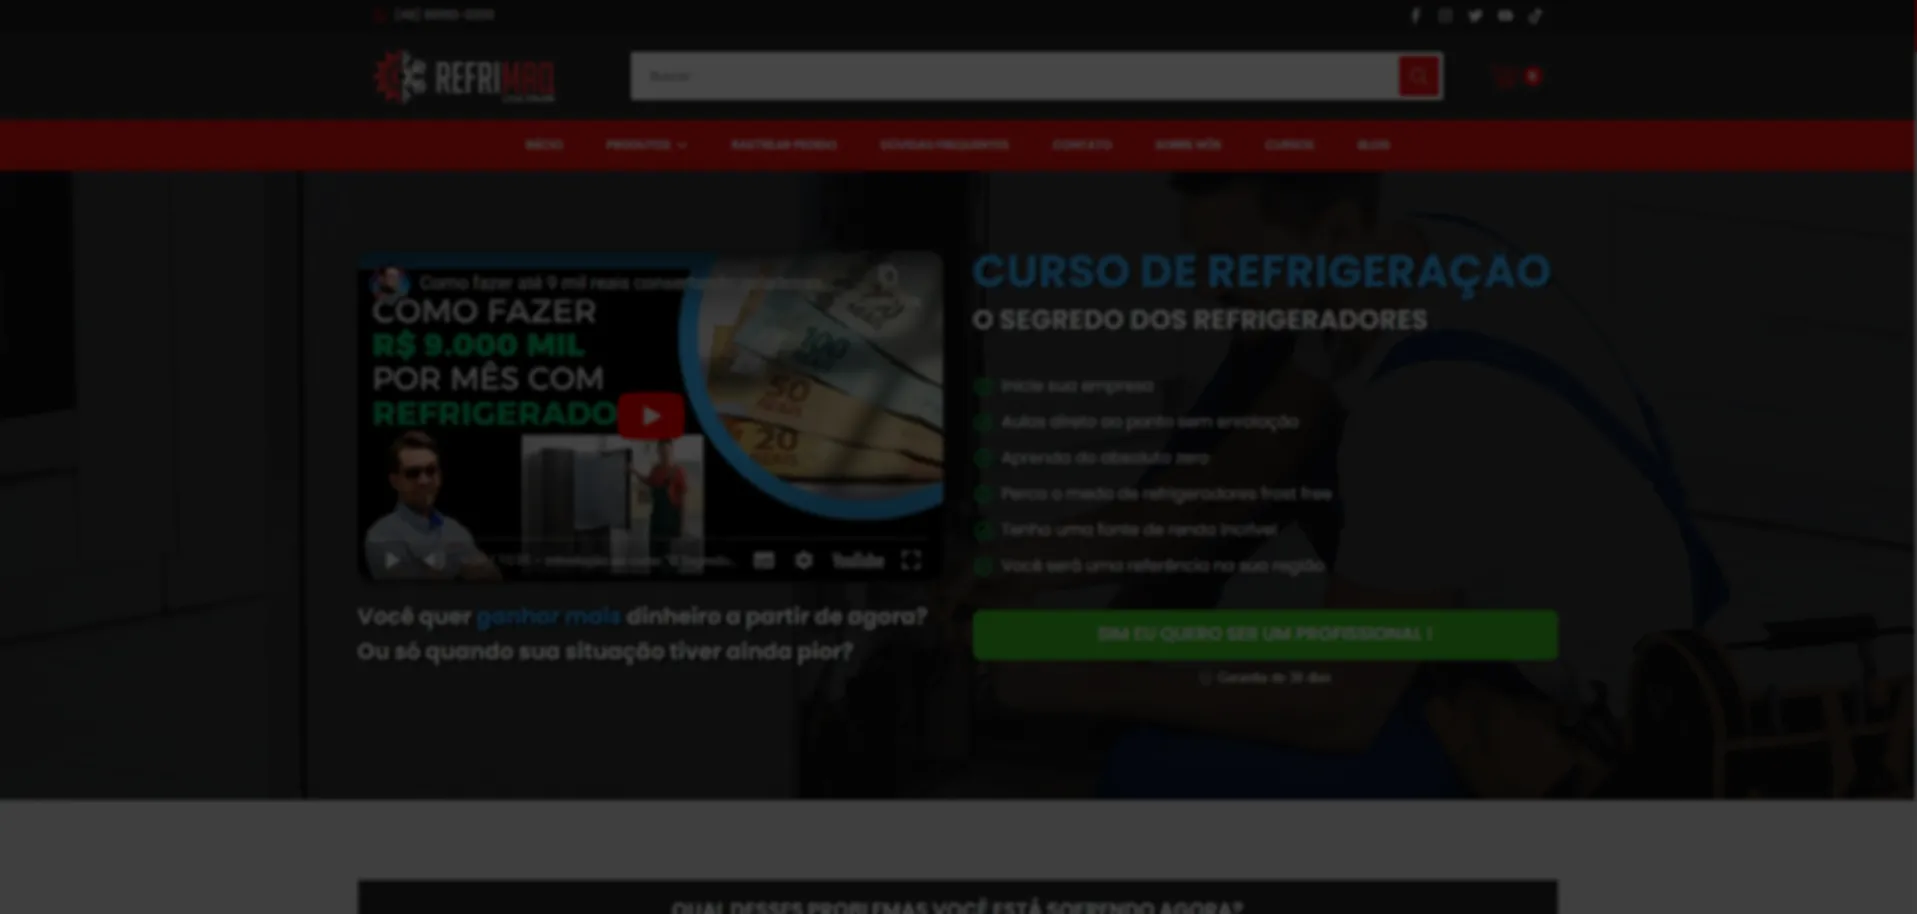 REFRIMAQ
Buscar
INÍCIO PRODUTOS RASTREAR PEDIDO DÚVIDAS FREQUENTES CONTATO SOBRE NÓS CURSOS BLOG
Como fazer até 9 mil reais
COMO FAZER
R$ 9.000 MIL
POR MÊS COM
REFRIGERADO
100
50
20
YouTube
Você quer ganhar mais dinheiro a partir de agora?
Ou só quando sua situação tiver ainda pior?
CURSO DE REFRIGERAÇÃO
O SEGREDO DOS REFRIGERADORES
Inicie sua empresa
Aulas direto ao ponto sem enrolação
Aprenda do absoluto zero
Perca o medo de refrigeradores frost free
Tenha uma fonte de renda incrível
Você será uma referência na sua região
SIM EU QUERO SER UM PROFISSIONAL !
Garantia de 30 dias
QUAL DESSES PROBLEMAS VOCÊ ESTÁ SOFRENDO AGORA?